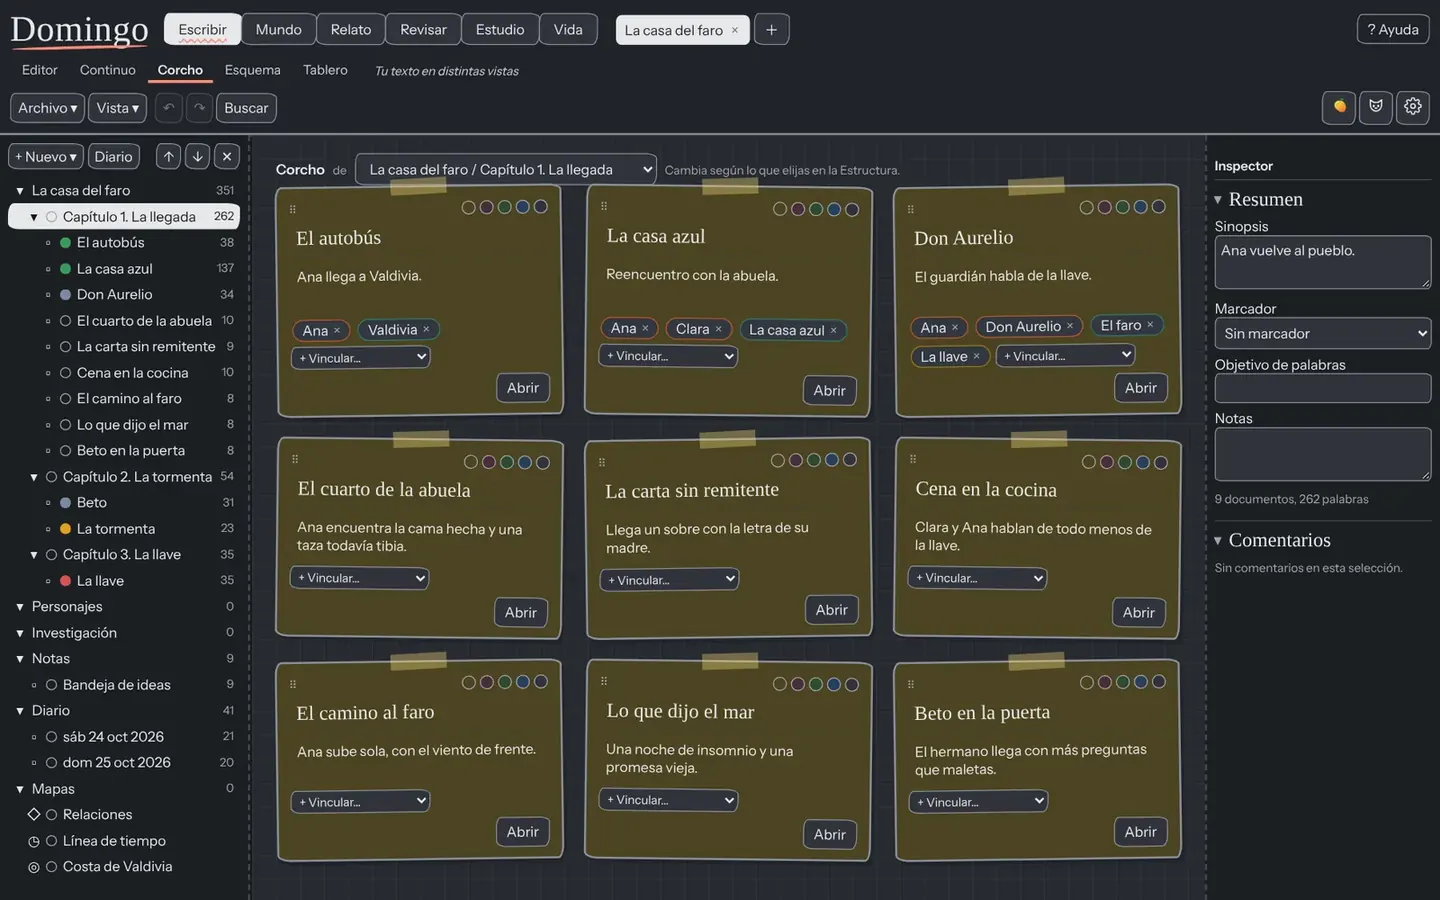 Domingo
Escribir
Mundo
Relato
Revisar
Estudio
Vida
La casa del faro ×
+
? Ayuda
Editor
Continuo
Corcho
Esquema
Tablero
Tu texto en distintas vistas
Archivo ▾
Vista ▾
Buscar
+ Nuevo ▾
Diario
La casa del faro 351
Capítulo 1. La llegada 262
El autobús 38
La casa azul 137
Don Aurelio 34
El cuarto de la abuela 10
La carta sin remitente 9
Cena en la cocina 10
El camino al faro 8
Lo que dijo el mar 8
Beto en la puerta 8
Capítulo 2. La tormenta 54
Beto 31
La tormenta 23
Capítulo 3. La llave 35
La llave 35
Personajes 0
Investigación 0
Notas 9
Bandeja de ideas 9
Diario 41
sáb 24 oct 2026 21
dom 25 oct 2026 20
Mapas 0
Relaciones
Línea de tiempo
Costa de Valdivia
Corcho de La casa del faro / Capítulo 1. La llegada Cambia según lo que elijas en la Estructura.
El autobús
Ana llega a Valdivia.
Ana × Valdivia ×
+ Vincular...
Abrir
La casa azul
Reencuentro con la abuela.
Ana × Clara × La casa azul ×
+ Vincular...
Abrir
Don Aurelio
El guardián habla de la llave.
Ana × Don Aurelio × El faro ×
La llave × + Vincular...
Abrir
El cuarto de la abuela
Ana encuentra la cama hecha y una
taza todavía tibia.
+ Vincular...
Abrir
La carta sin remitente
Llega un sobre con la letra de su
madre.
+ Vincular...
Abrir
Cena en la cocina
Clara y Ana hablan de todo menos de
la llave.
+ Vincular...
Abrir
El camino al faro
Ana sube sola, con el viento de frente.
+ Vincular...
Abrir
Lo que dijo el mar
Una noche de insomnio y una
promesa vieja.
+ Vincular...
Abrir
Beto en la puerta
El hermano llega con más preguntas
que maletas.
+ Vincular...
Abrir
Inspector
Resumen
Sinopsis
Ana vuelve al pueblo.
Marcador
Sin marcador
Objetivo de palabras
Notas
9 documentos, 262 palabras
Comentarios
Sin comentarios en esta selección.